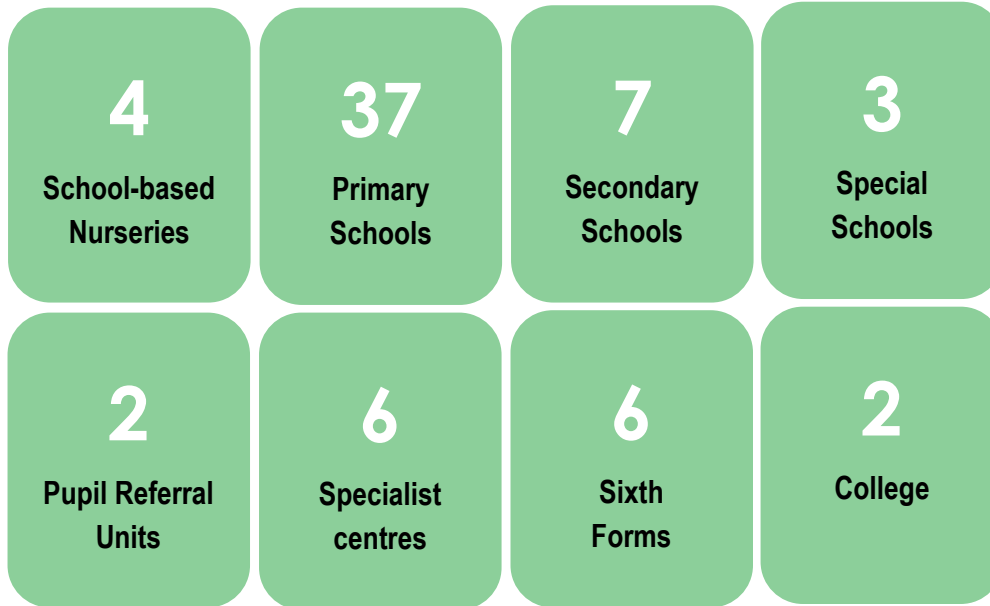 4
School-based
Nurseries
37
Primary
Schools
7
Secondary
Schools
3
Special
Schools
2
Pupil Referral
Units
6
Specialist
centres
6
Sixth
Forms
2
College